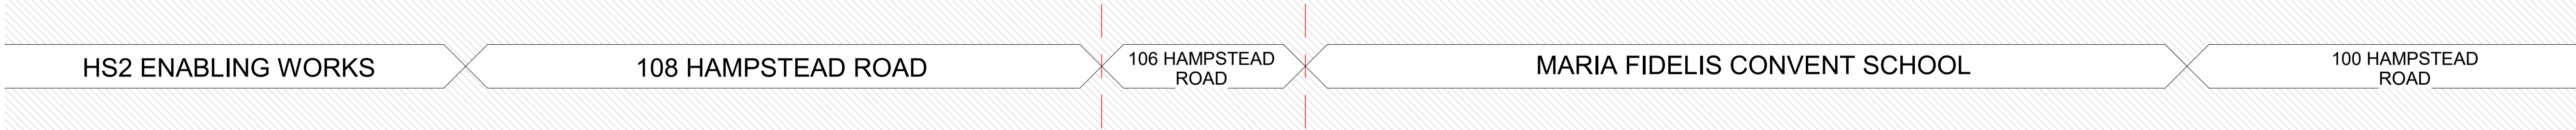 HS2 ENABLING WORKS
108 HAMPSTEAD ROAD
106 HAMPSTEAD
ROAD
MARIA FIDELIS CONVENT SCHOOL
100 HAMPSTEAD
ROAD